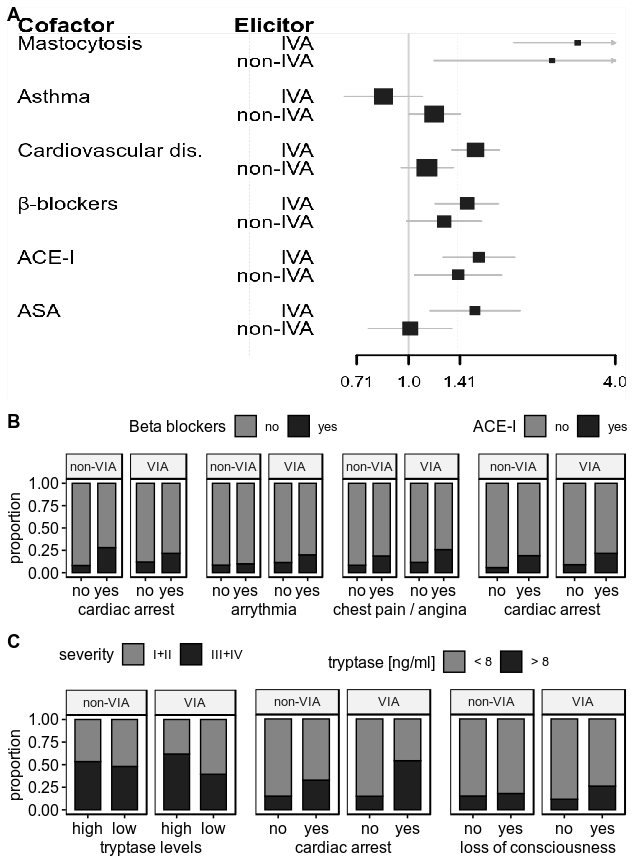 A
Cofactor Elicitor
Mastocytosis IVA
non-IVA
Asthma IVA
non-IVA
Cardiovascular dis. IVA
non-IVA
β-blockers IVA
non-IVA
ACE-I IVA
non-IVA
ASA IVA
non-IVA
0.71 1.0 1.41 4.0
B
Beta blockers no yes ACE-I no yes
non-VIA VIA non-VIA VIA non-VIA VIA non-VIA VIA
proportion
1.00
0.75
0.50
0.25
0.00
no yes no yes no yes no yes no yes no yes no yes no yes
cardiac arrest arrythmia chest pain / angina cardiac arrest
C
severity I+II III+IV tryptase [ng/ml] < 8 > 8
non-VIA VIA non-VIA VIA non-VIA VIA
proportion
1.00
0.75
0.50
0.25
0.00
high low high low no yes no yes no yes no yes
tryptase levels cardiac arrest loss of consciousness